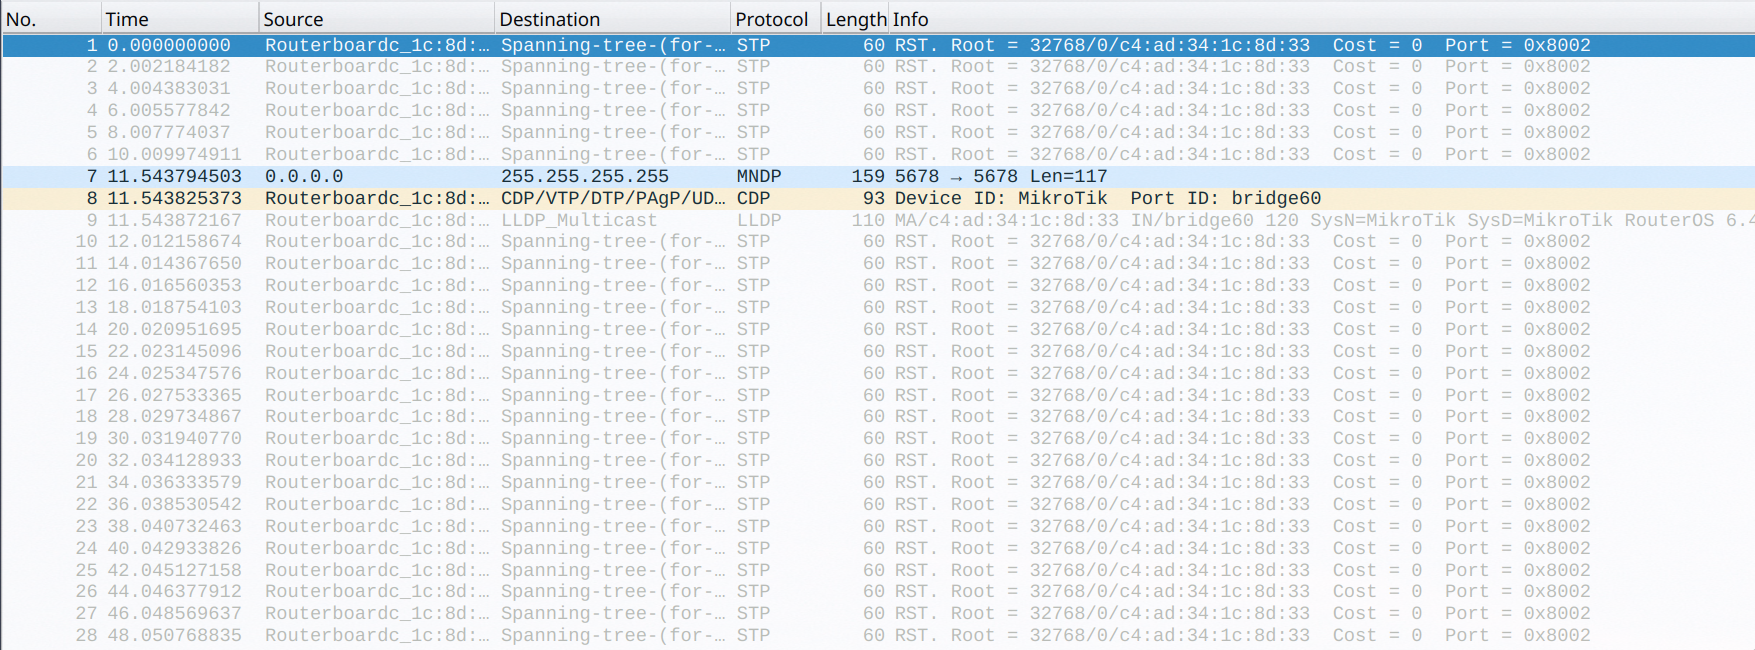 No. Time Source Destination Protocol Length Info
1 0.000000000 Routerboardc_1c:8d:… Spanning-tree-(for-… STP 60 RST. Root = 32768/0/c4:ad:34:1c:8d:33 Cost = 0 Port = 0x8002
2 2.002184182 Routerboardc_1c:8d:… Spanning-tree-(for-… STP 60 RST. Root = 32768/0/c4:ad:34:1c:8d:33 Cost = 0 Port = 0x8002
3 4.004383031 Routerboardc_1c:8d:… Spanning-tree-(for-… STP 60 RST. Root = 32768/0/c4:ad:34:1c:8d:33 Cost = 0 Port = 0x8002
4 6.005577842 Routerboardc_1c:8d:… Spanning-tree-(for-… STP 60 RST. Root = 32768/0/c4:ad:34:1c:8d:33 Cost = 0 Port = 0x8002
5 8.007774037 Routerboardc_1c:8d:… Spanning-tree-(for-… STP 60 RST. Root = 32768/0/c4:ad:34:1c:8d:33 Cost = 0 Port = 0x8002
6 10.009974911 Routerboardc_1c:8d:… Spanning-tree-(for-… STP 60 RST. Root = 32768/0/c4:ad:34:1c:8d:33 Cost = 0 Port = 0x8002
7 11.543794503 0.0.0.0 255.255.255.255 MNDP 159 5678 → 5678 Len=117
8 11.543825373 Routerboardc_1c:8d:… CDP/VTP/DTP/PAgP/UD… CDP 93 Device ID: MikroTik Port ID: bridge60
9 11.543872167 Routerboardc_1c:8d:… LLDP_Multicast LLDP 110 MA/c4:ad:34:1c:8d:33 IN/bridge60 120 SysN=MikroTik SysD=MikroTik RouterOS 6.4
10 12.012158674 Routerboardc_1c:8d:… Spanning-tree-(for-… STP 60 RST. Root = 32768/0/c4:ad:34:1c:8d:33 Cost = 0 Port = 0x8002
11 14.014367650 Routerboardc_1c:8d:… Spanning-tree-(for-… STP 60 RST. Root = 32768/0/c4:ad:34:1c:8d:33 Cost = 0 Port = 0x8002
12 16.016560353 Routerboardc_1c:8d:… Spanning-tree-(for-… STP 60 RST. Root = 32768/0/c4:ad:34:1c:8d:33 Cost = 0 Port = 0x8002
13 18.018754103 Routerboardc_1c:8d:… Spanning-tree-(for-… STP 60 RST. Root = 32768/0/c4:ad:34:1c:8d:33 Cost = 0 Port = 0x8002
14 20.020951695 Routerboardc_1c:8d:… Spanning-tree-(for-… STP 60 RST. Root = 32768/0/c4:ad:34:1c:8d:33 Cost = 0 Port = 0x8002
15 22.023145096 Routerboardc_1c:8d:… Spanning-tree-(for-… STP 60 RST. Root = 32768/0/c4:ad:34:1c:8d:33 Cost = 0 Port = 0x8002
16 24.025347576 Routerboardc_1c:8d:… Spanning-tree-(for-… STP 60 RST. Root = 32768/0/c4:ad:34:1c:8d:33 Cost = 0 Port = 0x8002
17 26.027533365 Routerboardc_1c:8d:… Spanning-tree-(for-… STP 60 RST. Root = 32768/0/c4:ad:34:1c:8d:33 Cost = 0 Port = 0x8002
18 28.029734867 Routerboardc_1c:8d:… Spanning-tree-(for-… STP 60 RST. Root = 32768/0/c4:ad:34:1c:8d:33 Cost = 0 Port = 0x8002
19 30.031940770 Routerboardc_1c:8d:… Spanning-tree-(for-… STP 60 RST. Root = 32768/0/c4:ad:34:1c:8d:33 Cost = 0 Port = 0x8002
20 32.034128933 Routerboardc_1c:8d:… Spanning-tree-(for-… STP 60 RST. Root = 32768/0/c4:ad:34:1c:8d:33 Cost = 0 Port = 0x8002
21 34.036333579 Routerboardc_1c:8d:… Spanning-tree-(for-… STP 60 RST. Root = 32768/0/c4:ad:34:1c:8d:33 Cost = 0 Port = 0x8002
22 36.038530542 Routerboardc_1c:8d:… Spanning-tree-(for-… STP 60 RST. Root = 32768/0/c4:ad:34:1c:8d:33 Cost = 0 Port = 0x8002
23 38.040732463 Routerboardc_1c:8d:… Spanning-tree-(for-… STP 60 RST. Root = 32768/0/c4:ad:34:1c:8d:33 Cost = 0 Port = 0x8002
24 40.042933826 Routerboardc_1c:8d:… Spanning-tree-(for-… STP 60 RST. Root = 32768/0/c4:ad:34:1c:8d:33 Cost = 0 Port = 0x8002
25 42.045127158 Routerboardc_1c:8d:… Spanning-tree-(for-… STP 60 RST. Root = 32768/0/c4:ad:34:1c:8d:33 Cost = 0 Port = 0x8002
26 44.046377912 Routerboardc_1c:8d:… Spanning-tree-(for-… STP 60 RST. Root = 32768/0/c4:ad:34:1c:8d:33 Cost = 0 Port = 0x8002
27 46.048569637 Routerboardc_1c:8d:… Spanning-tree-(for-… STP 60 RST. Root = 32768/0/c4:ad:34:1c:8d:33 Cost = 0 Port = 0x8002
28 48.050768835 Routerboardc_1c:8d:… Spanning-tree-(for-… STP 60 RST. Root = 32768/0/c4:ad:34:1c:8d:33 Cost = 0 Port = 0x8002